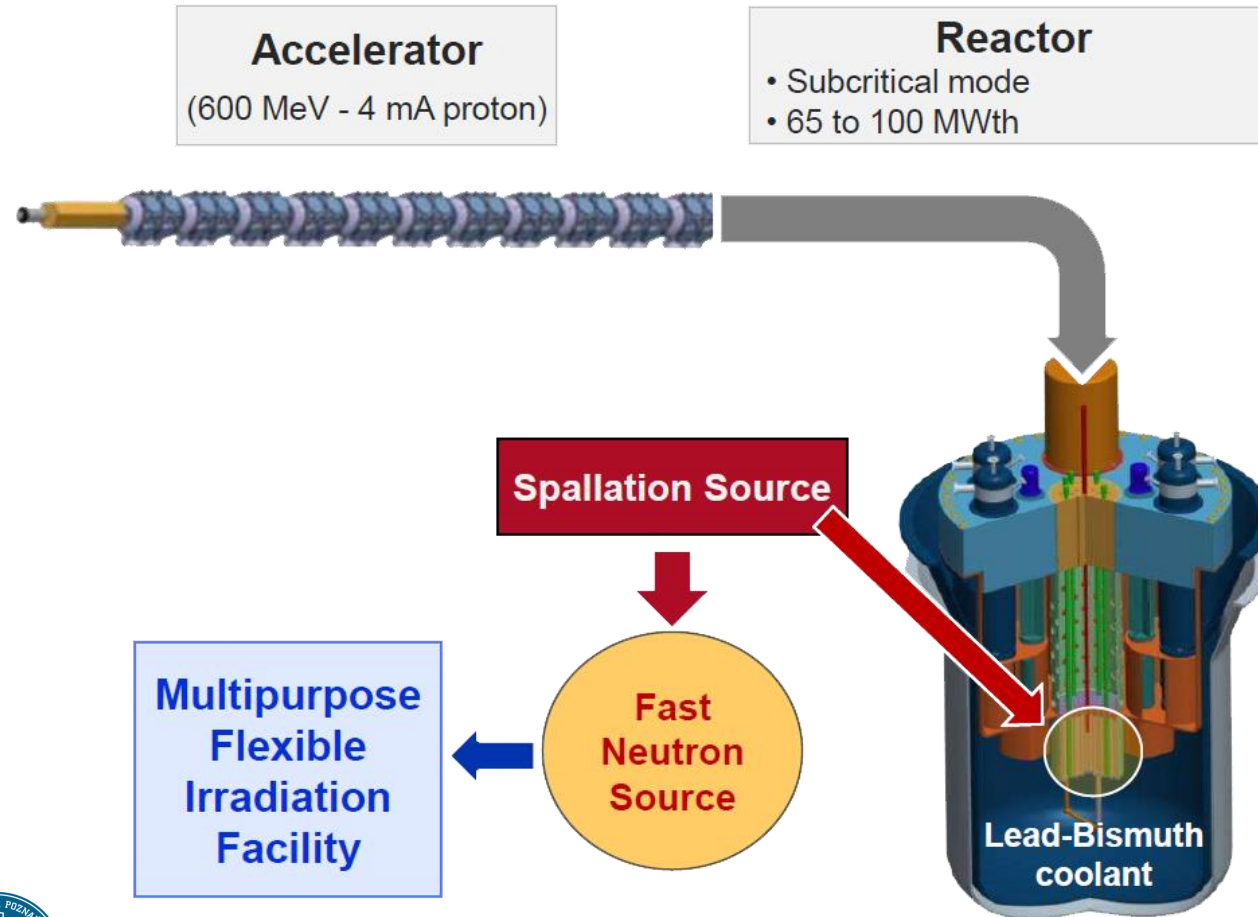 Accelerator
(600 MeV - 4 mA proton)
Reactor
• Subcritical mode
• 65 to 100 MWth
Spallation Source
Fast
Neutron
Source
Multipurpose
Flexible
Irradiation
Facility
Lead-Bismuth
coolant